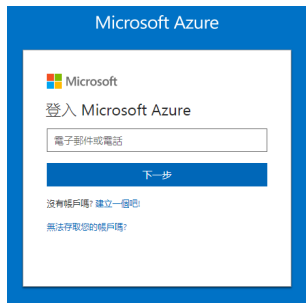 Microsoft Azure
Microsoft
登入 Microsoft Azure
電子郵件或電話
下一步
沒有帳戶嗎? 建立一個吧!
無法存取您的帳戶嗎?